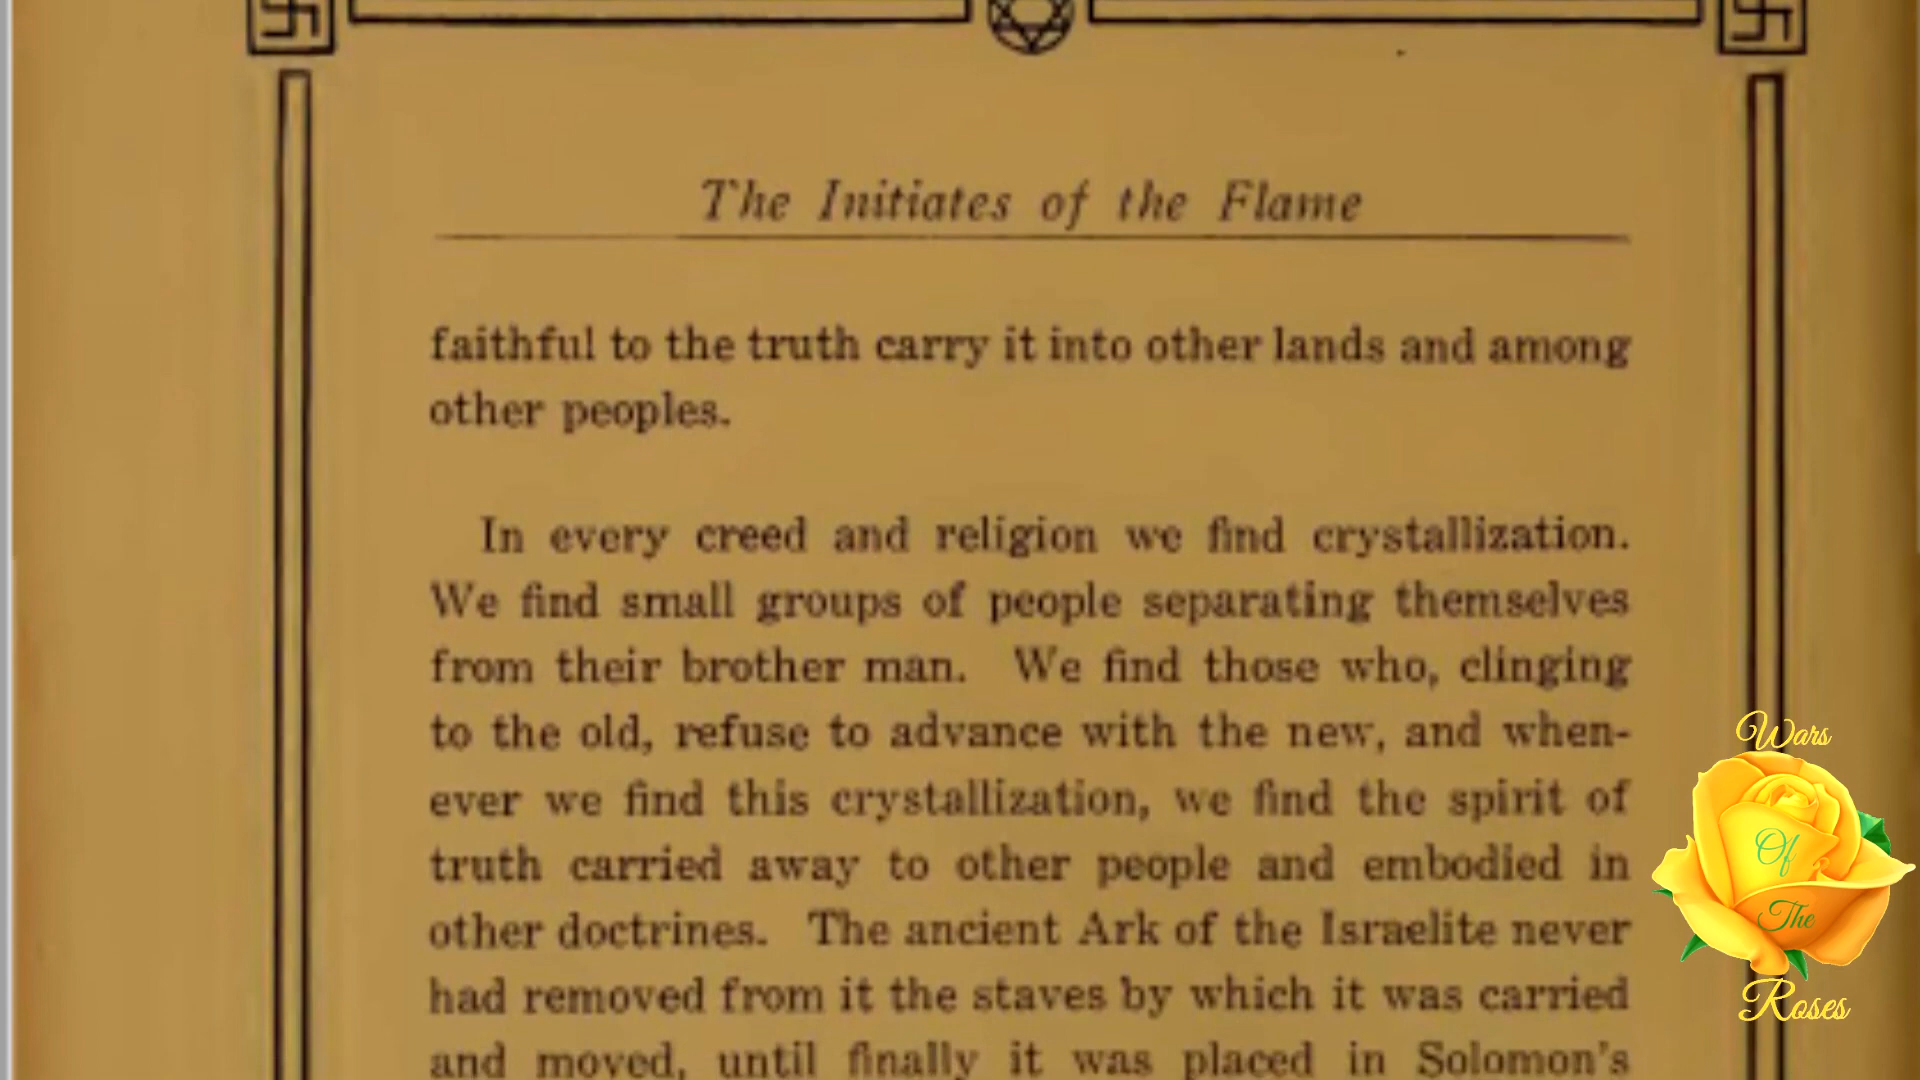 The Initiates of the Flame
faithful to the truth carry it into other lands and among
other peoples.
In every creed and religion we find crystallization.
We find small groups of people separating themselves
from their brother man. We find those who, clinging
to the old, refuse to advance with the new, and when-
ever we find this crystallization, we find the spirit of
truth carried away to other people and embodied in
other doctrines. The ancient Ark of the Israelite never
had removed from it the staves by which it was carried
and moved, until finally it was placed in Solomon's
Wars
Of
The
Roses